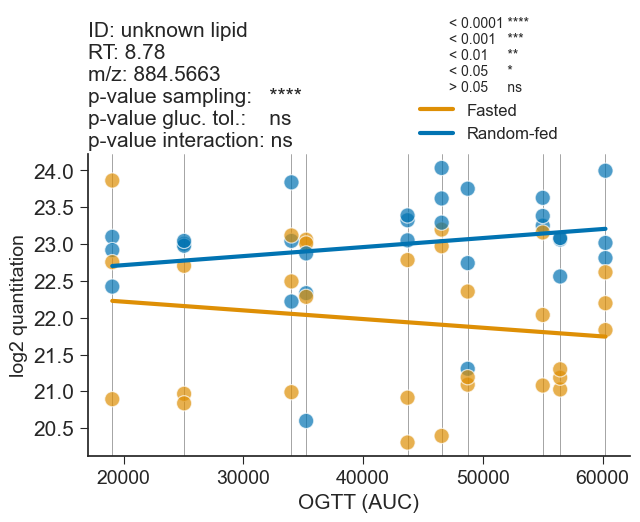 ID: unknown lipid
RT: 8.78
m/z: 884.5663
p-value sampling: ****
p-value gluc. tol.: ns
p-value interaction: ns
< 0.0001 ****
< 0.001 ***
< 0.01 **
< 0.05 *
> 0.05 ns
Fasted
Random-fed
log2 quantitation
24.0
23.5
23.0
22.5
22.0
21.5
21.0
20.5
20000 30000 40000 50000 60000
OGTT (AUC)